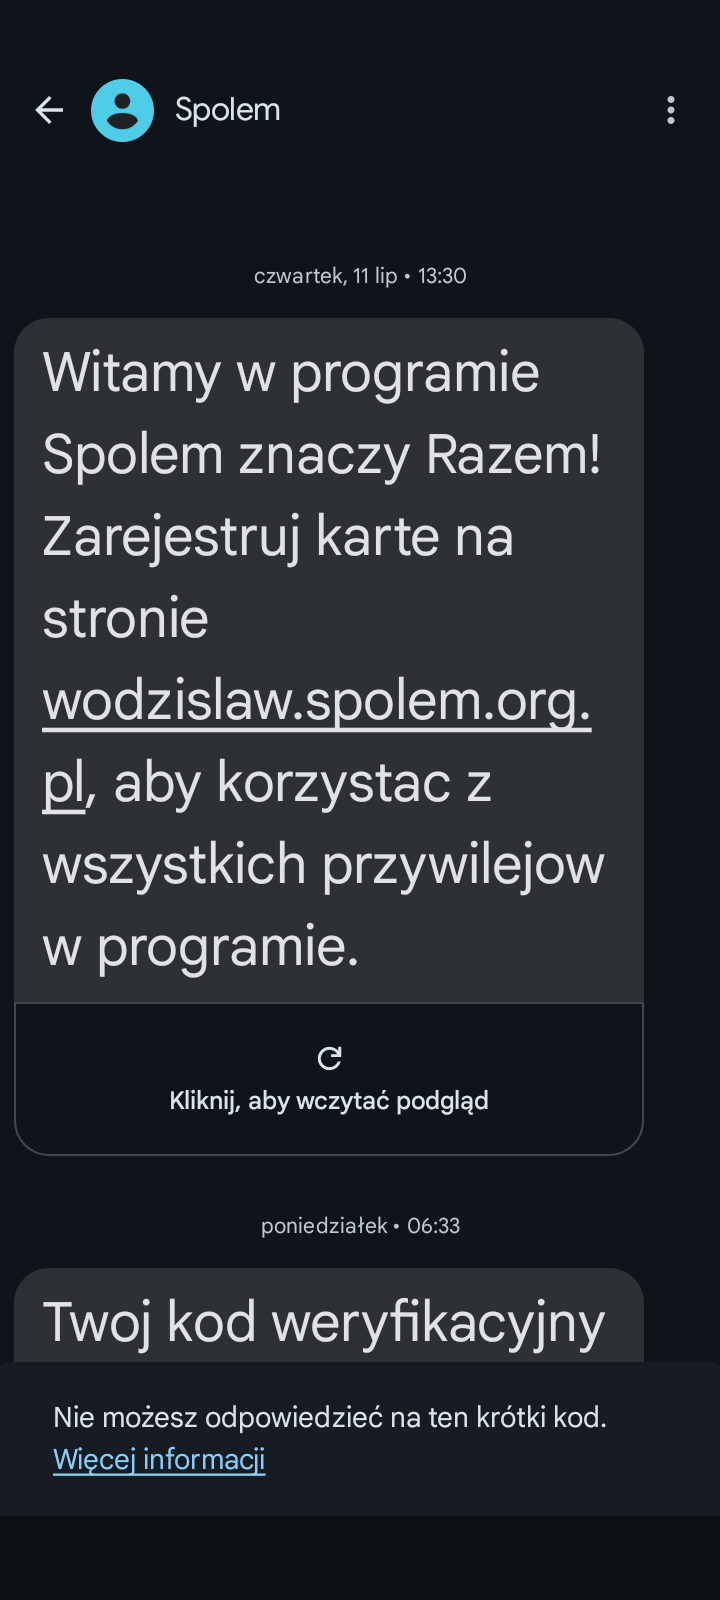 Spolem
czwartek, 11 lip • 13:30
Witamy w programie
Spolem znaczy Razem!
Zarejestruj karte na
stronie
wodzislaw.spolem.org.
pl, aby korzystac z
wszystkich przywilejow
w programie.
Kliknij, aby wczytać podgląd
poniedziałek • 06:33
Twoj kod weryfikacyjny
Nie możesz odpowiedzieć na ten krótki kod.
Więcej informacji